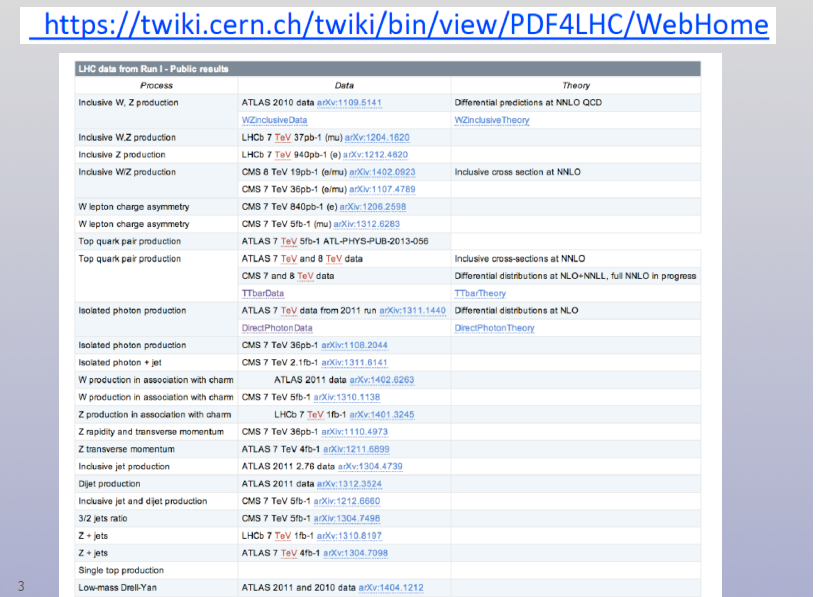 https://twiki.cern.ch/twiki/bin/view/PDF4LHC/WebHome
LHC data from Run I - Public results
Process Data Theory
Inclusive W, Z production ATLAS 2010 data arXiv:1109.5141 Differential predictions at NNLO QCD
WZinclusiveData WZinclusiveTheory
Inclusive W,Z production LHCb 7 TeV 37pb-1 (mu) arXiv:1204.1620
Inclusive Z production LHCb 7 TeV 940pb-1 (e) arXiv:1212.4620
Inclusive W/Z production CMS 8 TeV 19pb-1 (e/mu) arXiv:1402.0923 Inclusive cross section at NNLO
CMS 7 TeV 36pb-1 (e/mu) arXiv:1107.4789
W lepton charge asymmetry CMS 7 TeV 840pb-1 (e) arXiv:1206.2598
W lepton charge asymmetry CMS 7 TeV 5fb-1 (mu) arXiv:1312.6283
Top quark pair production ATLAS 7 TeV 5fb-1 ATL-PHYS-PUB-2013-056
Top quark pair production ATLAS 7 TeV and 8 TeV data Inclusive cross-sections at NNLO
CMS 7 and 8 TeV data Differential distributions at NLO+NNLL, full NNLO in progress
TTbarData TTbarTheory
Isolated photon production ATLAS 7 TeV data from 2011 run arXiv:1311.1440 Differential distributions at NLO
DirectPhotonData DirectPhotonTheory
Isolated photon production CMS 7 TeV 36pb-1 arXiv:1108.2044
Isolated photon + jet CMS 7 TeV 2.1fb-1 arXiv:1311.6141
W production in association with charm ATLAS 2011 data arXiv:1402.6263
W production in association with charm CMS 7 TeV 5fb-1 arXiv:1310.1138
Z production in association with charm LHCb 7 TeV 1fb-1 arXiv:1401.3245
Z rapidity and transverse momentum CMS 7 TeV 36pb-1 arXiv:1110.4973
Z transverse momentum ATLAS 7 TeV 4fb-1 arXiv:1211.6899
Inclusive jet production ATLAS 2011 2.76 data arXiv:1304.4739
Dijet production ATLAS 2011 data arXiv:1312.3524
Inclusive jet and dijet production CMS 7 TeV 5fb-1 arXiv:1212.6660
3/2 jets ratio CMS 7 TeV 5fb-1 arXiv:1304.7498
Z + jets LHCb 7 TeV 1fb-1 arXiv:1310.8197
Z + jets ATLAS 7 TeV 4fb-1 arXiv:1304.7098
Single top production
Low-mass Drell-Yan ATLAS 2011 and 2010 data arXiv:1404.1212
3